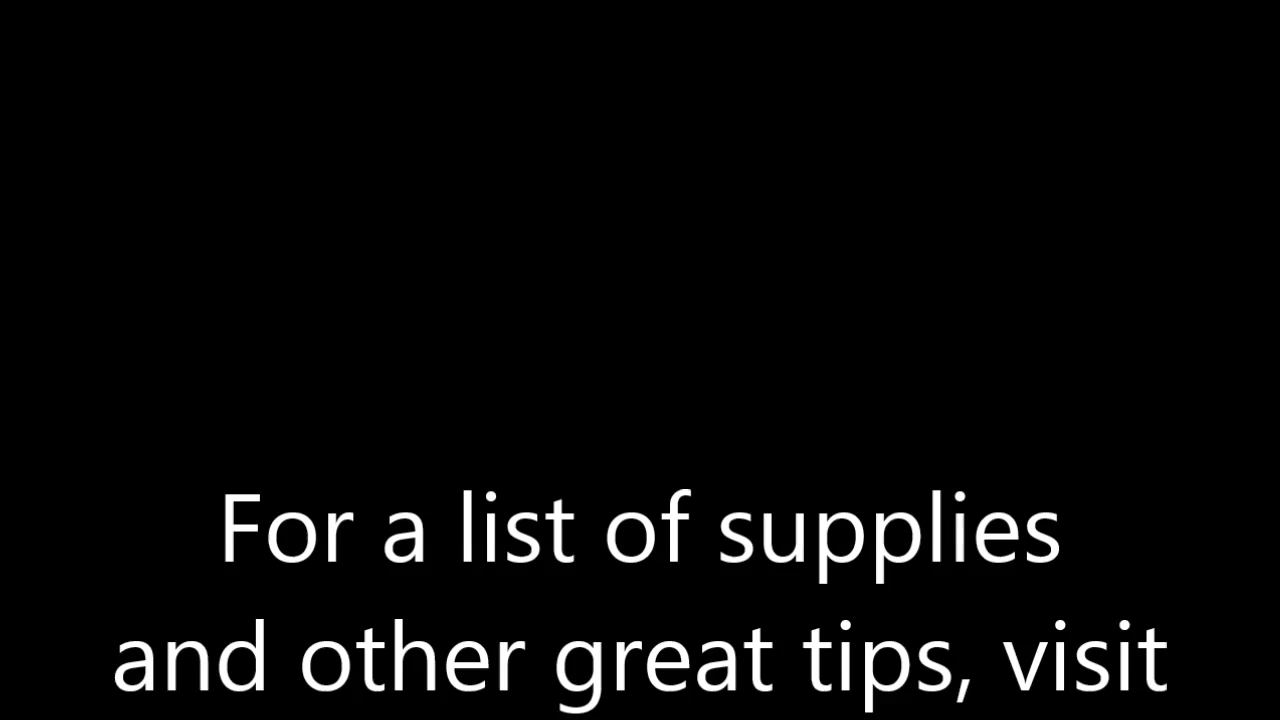 For a list of supplies
and other great tips, visit